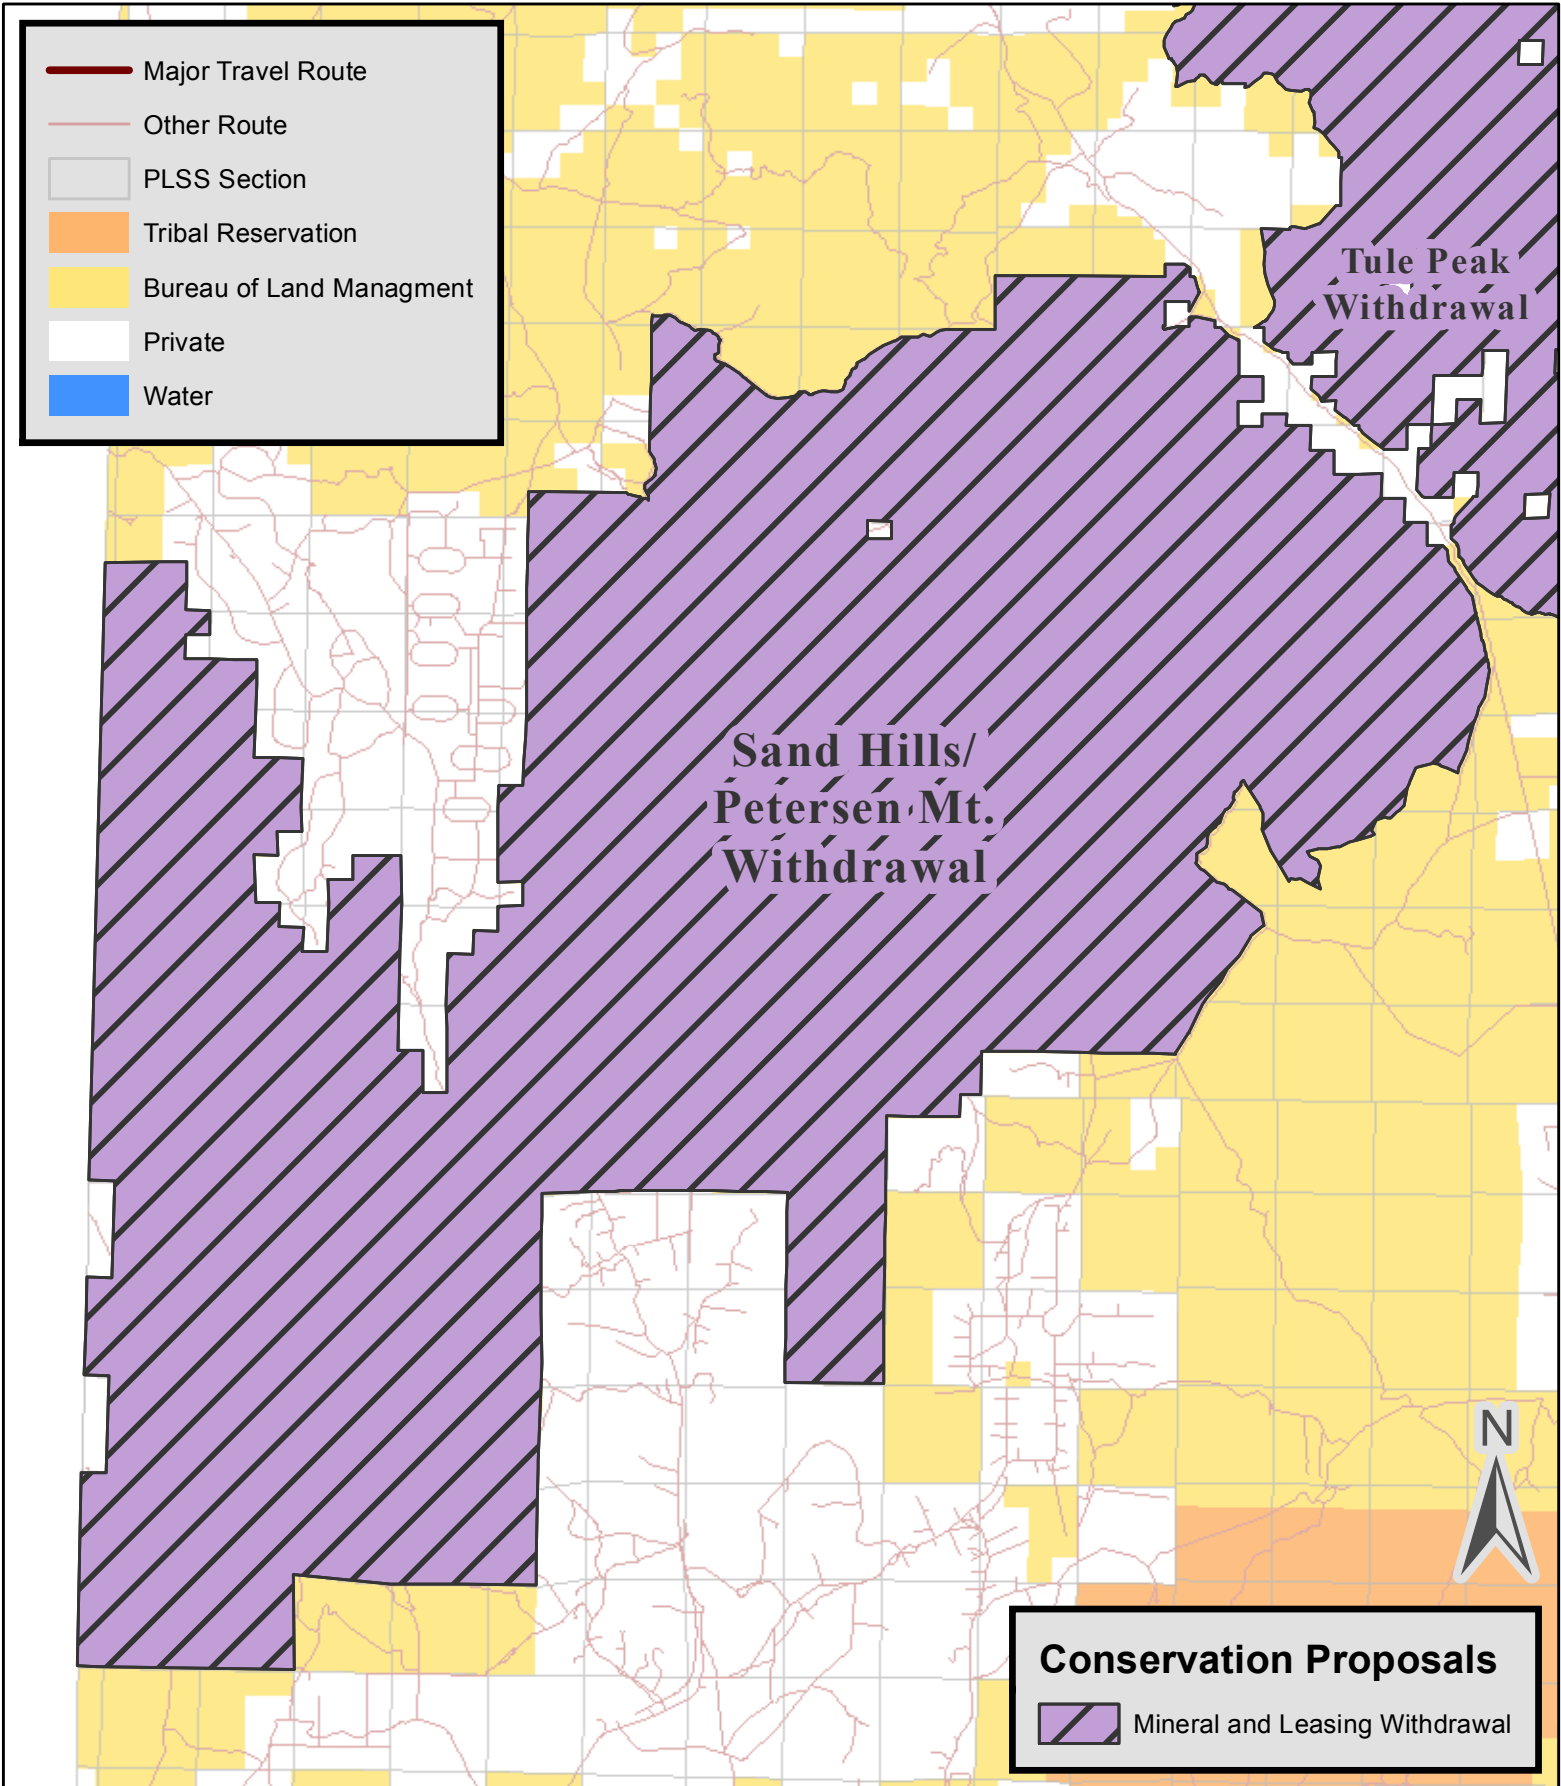 Major Travel Route
Other Route
PLSS Section
Tribal Reservation
Bureau of Land Managment
Private
Water
Tule Peak
Withdrawal
Sand Hills/
Petersen Mt.
Withdrawal
N
Conservation Proposals
Mineral and Leasing Withdrawal